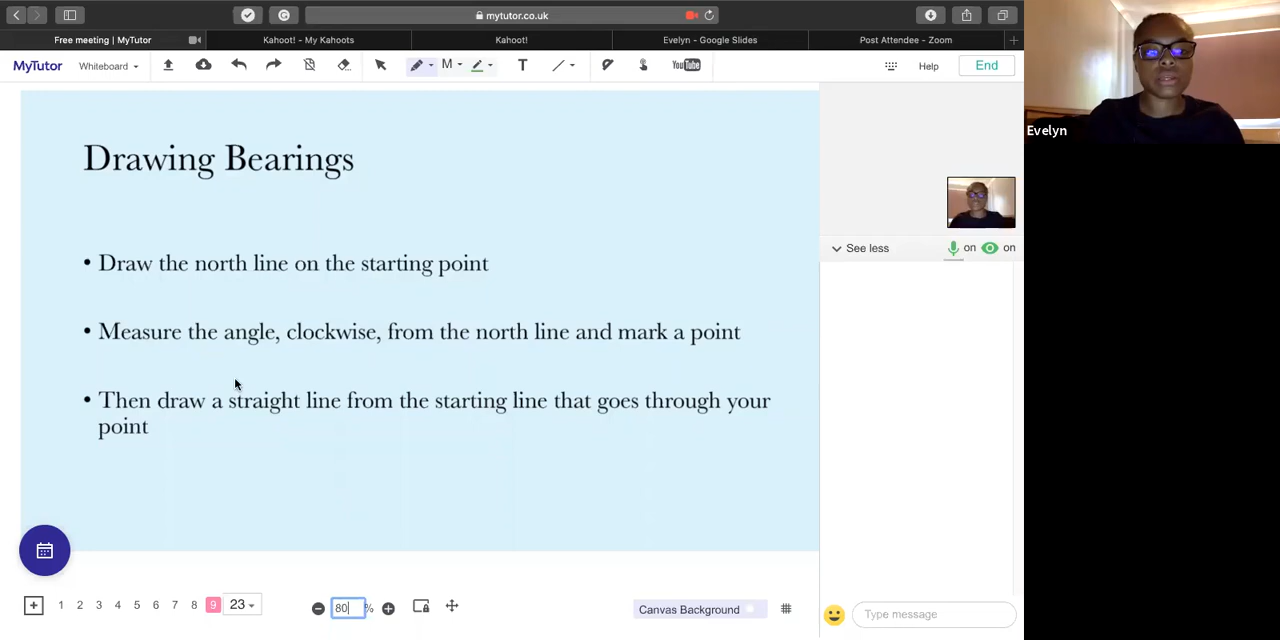 mytutor.co.uk
Free meeting | MyTutor
Kahoot! - My Kahoots
Kahoot!
Evelyn - Google Slides
Post Attendee - Zoom
MyTutor
Whiteboard
M
T
You Tube
Help
End
Evelyn
Drawing Bearings
• Draw the north line on the starting point
• Measure the angle, clockwise, from the north line and mark a point
• Then draw a straight line from the starting line that goes through your
point
See less
on
on
1 2 3 4 5 6 7 8 9 23
80 %
Canvas Background
Type message